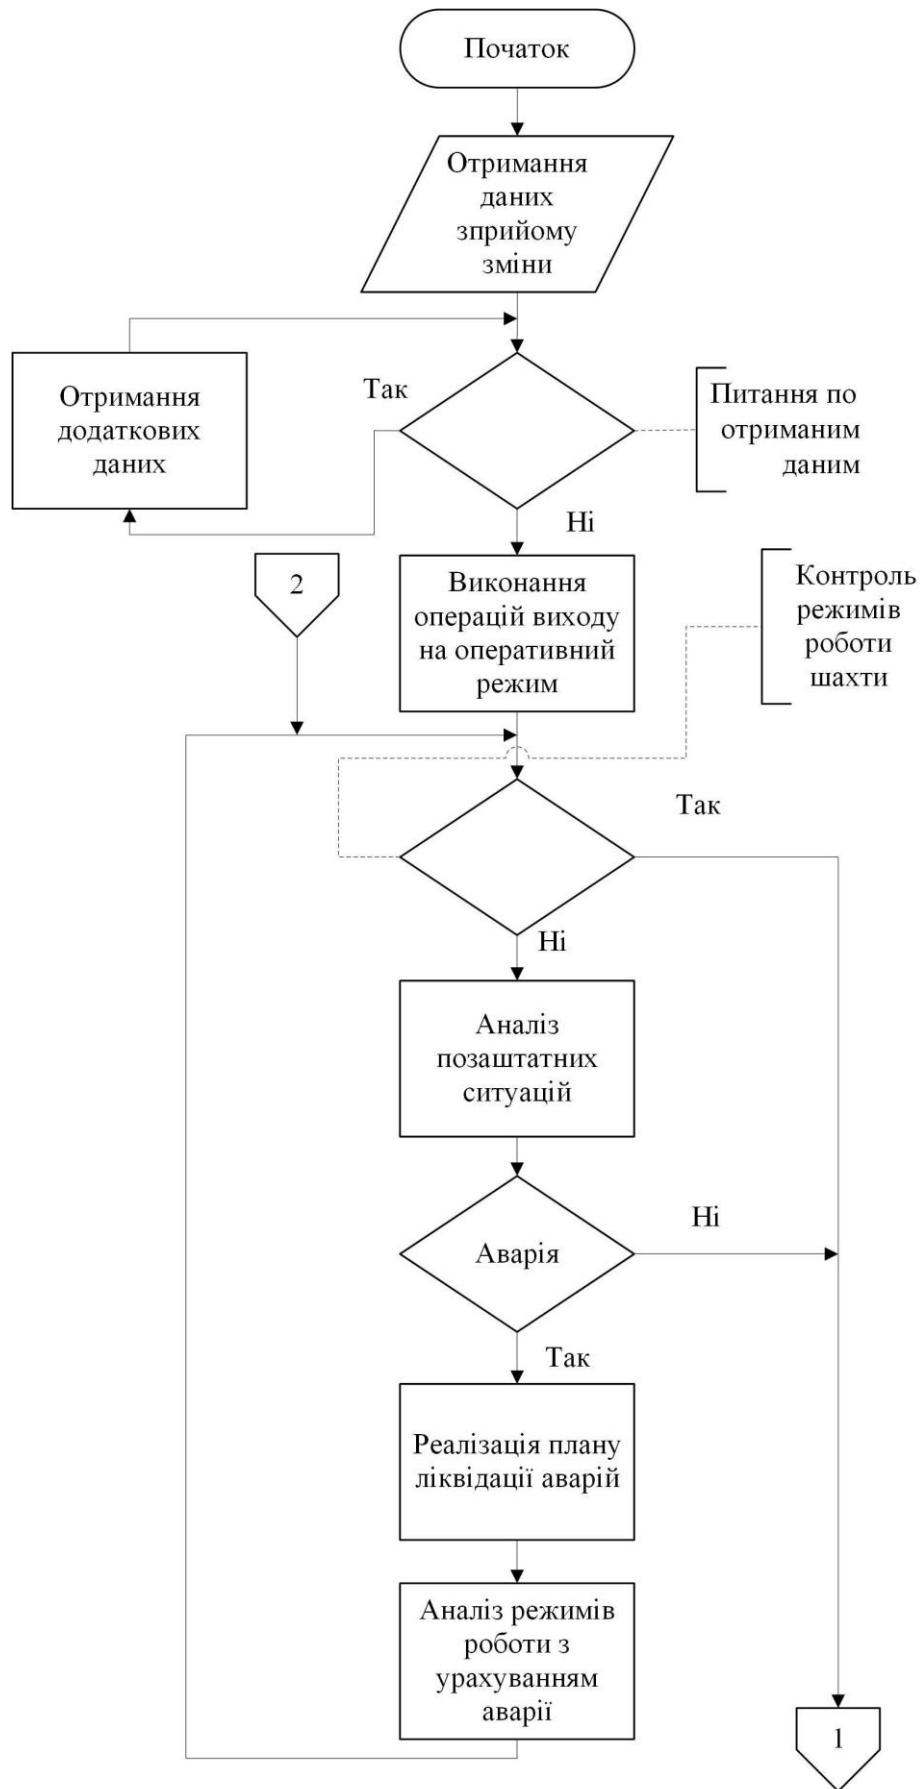 Початок
Отримання
даних
зприйому
зміни
Отримання
додаткових
даних
Так
Питання по
отриманим
даним
Ні
2
Виконання
операцій виходу
на оперативний
режим
Контроль
режимів
роботи
шахти
Так
Ні
Аналіз
позаштатних
ситуацій
Аварія
Ні
Так
Реалізація плану
ліквідації аварій
Аналіз режимів
роботи з
урахуванням
аварії
1